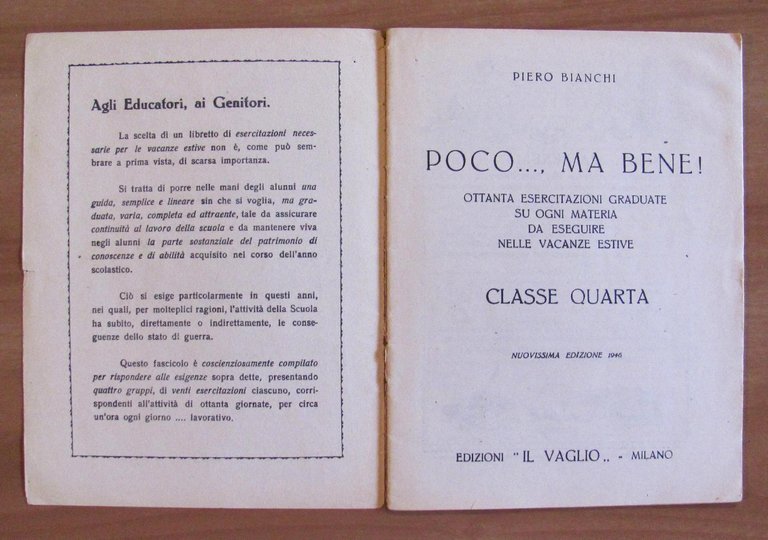 Agli Educatori, ai Genitori.
La scelta di un libretto di esercitazioni neces-
sarie per le vacanze estive non è, come può sem-
brare a prima vista, di scarsa importanza.
Si tratta di porre nelle mani degli alunni una
guida, semplice e lineare sin che si voglia, ma gra-
duata, varia, completa ed attraente, tale da assicurare
continuità al lavoro della scuola e da mantenere viva
negli alunni la parte sostanziale del patrimonio di
conoscenze e di abilità acquisito nel corso dell'anno
scolastico.
Ciò si esige particolarmente in questi anni,
nei quali, per molteplici ragioni, l'attività della Scuola
ha subito, direttamente o indirettamente, le conse-
guenze dello stato di guerra.
Questo fascicolo è coscienziosamente compilato
per rispondere alle esigenze sopra dette, presentando
quattro gruppi, di venti esercitazioni ciascuno, corri-
spondenti all'attività di ottanta giornate, per circa
un'ora ogni giorno .... lavorativo.
PIERO BIANCHI
POCO..., MA BENE!
OTTANTA ESERCITAZIONI GRADUATE
SU OGNI MATERIA
DA ESEGUIRE
NELLE VACANZE ESTIVE
CLASSE QUARTA
NUOVISSIMA EDIZIONE 1946
EDIZIONI "IL VAGLIO„ - MILANO